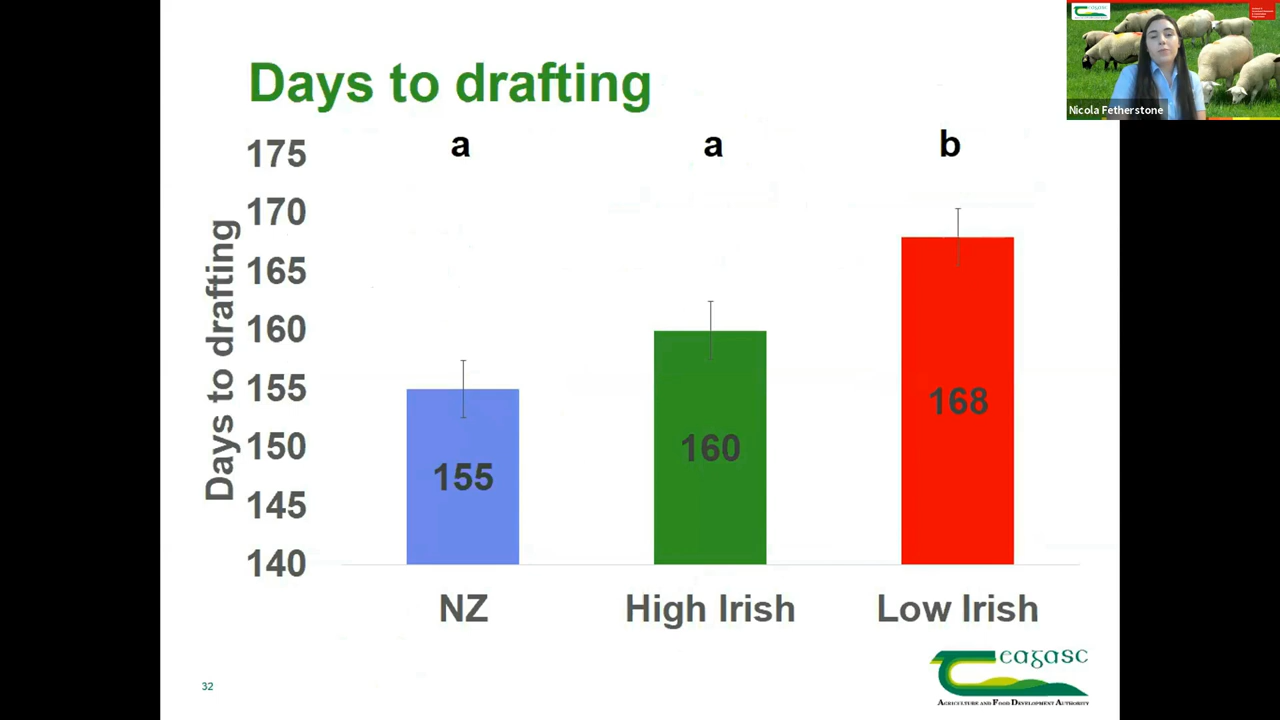 Days to drafting
a
a
b
175
170
165
160
155
150
145
140
Days to drafting
155
160
168
NZ
High Irish
Low Irish
32
teagasc
AGRICULTURE AND FOOD DEVELOPMENT AUTHORITY
eagasc
Nicola Fetherstone